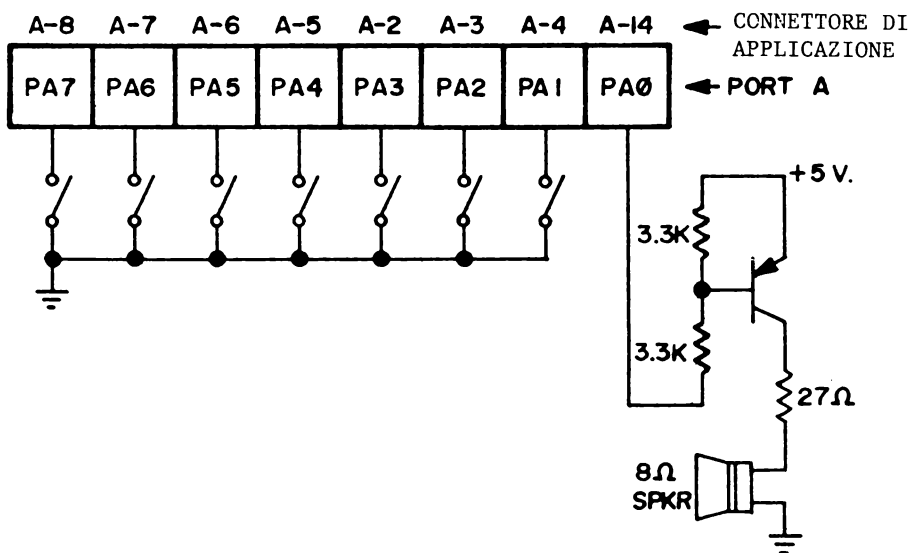 A-8 A-7 A-6 A-5 A-2 A-3 A-4 A-14 CONNETTORE DI
APPLICAZIONE
PA7 PA6 PA5 PA4 PA3 PA2 PA1 PA0 PORT A
+5 V.
3.3K
3.3K
27Ω
8Ω
SPKR